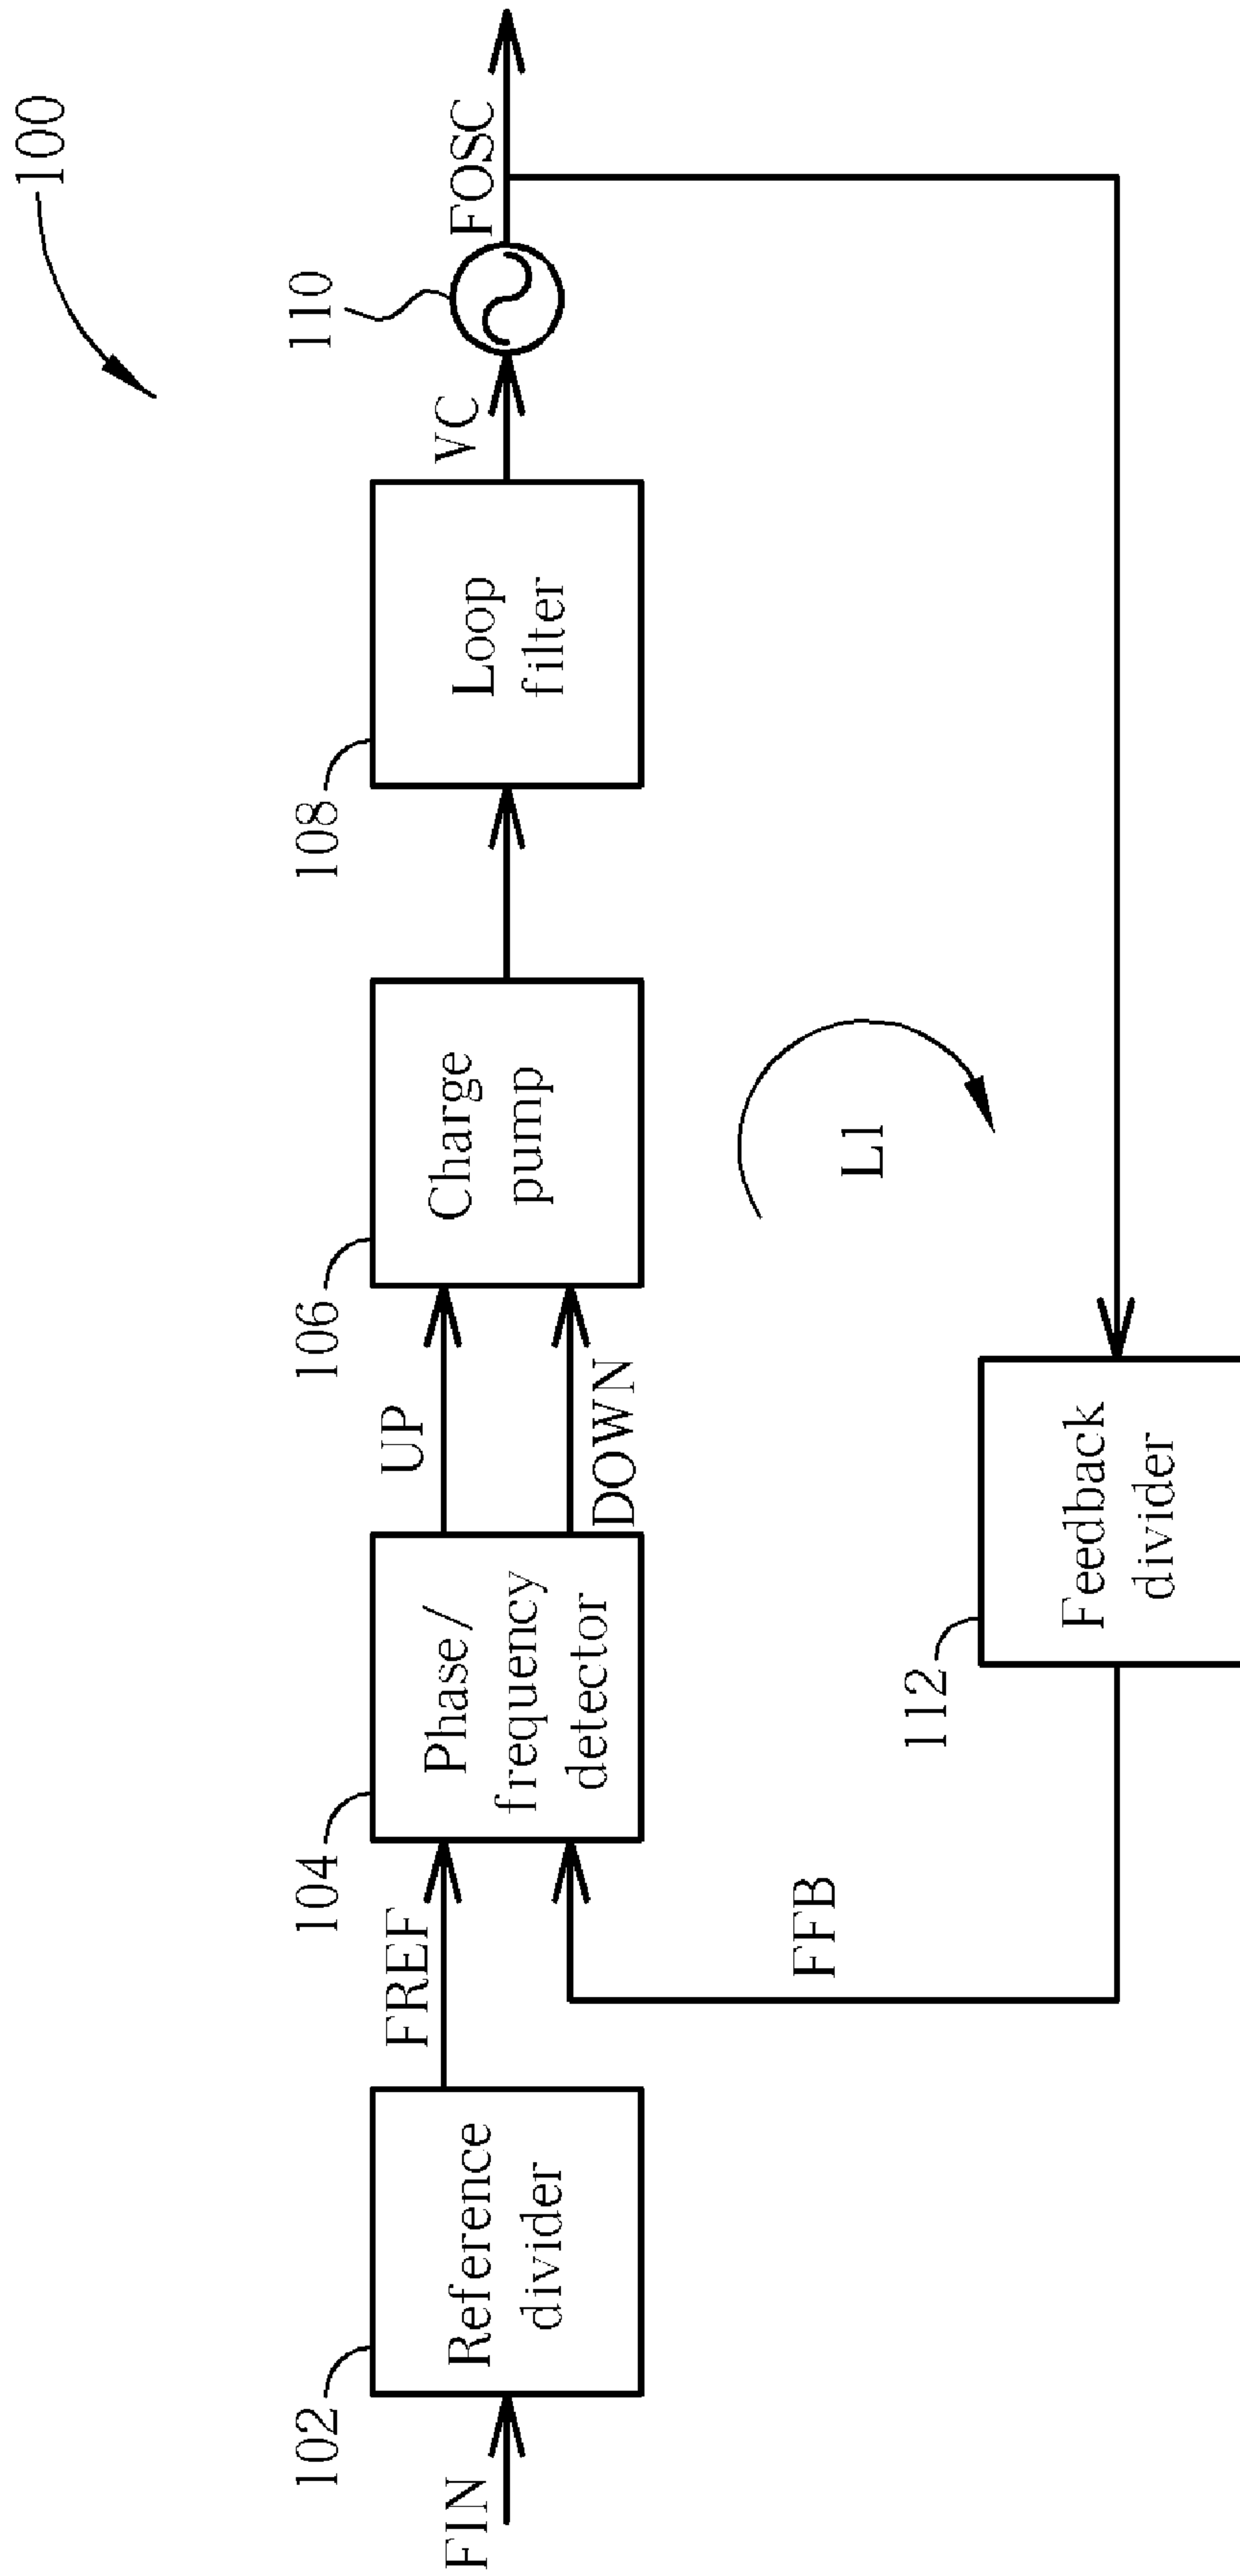 100
102
104
106
108
110
FIN
Reference
divider
FREF
Phase/
frequency
detector
UP
DOWN
Charge
pump
Loop
filter
VC
FOSC
FFB
L1
112
Feedback
divider